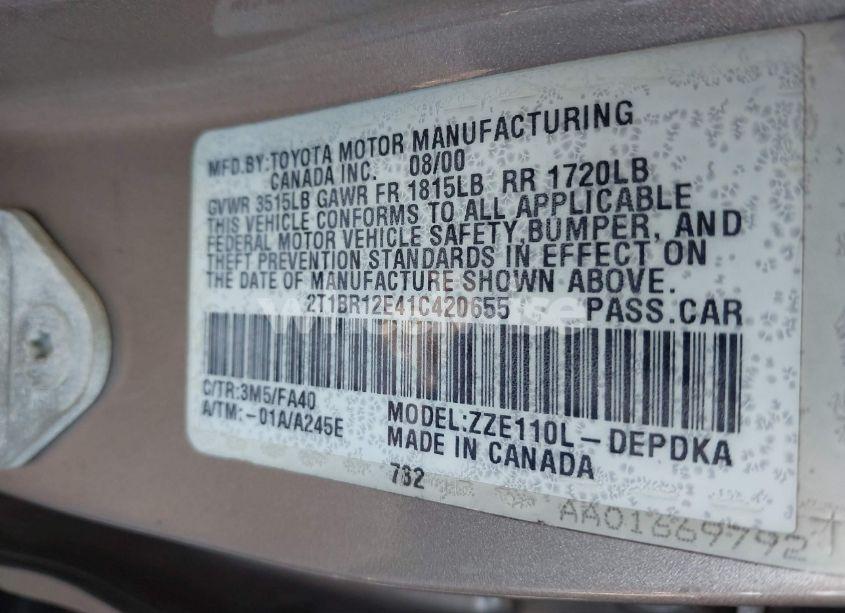 MFD.BY:TOYOTA MOTOR MANUFACTURING
CANADA INC. 08/00
GVWR 3515LB GAWR FR 1815LB RR 1720LB
THIS VEHICLE CONFORMS TO ALL APPLICABLE
FEDERAL MOTOR VEHICLE SAFETY,BUMPER, AND
THEFT PREVENTION STANDARDS IN EFFECT ON
THE DATE OF MANUFACTURE SHOWN ABOVE.
2T1BR12E41C420655 PASS.CAR
C/TR:3M5/FA40
A/TM:-01A/A245E
MODEL:ZZE110L-DEPDKA
MADE IN CANADA
732